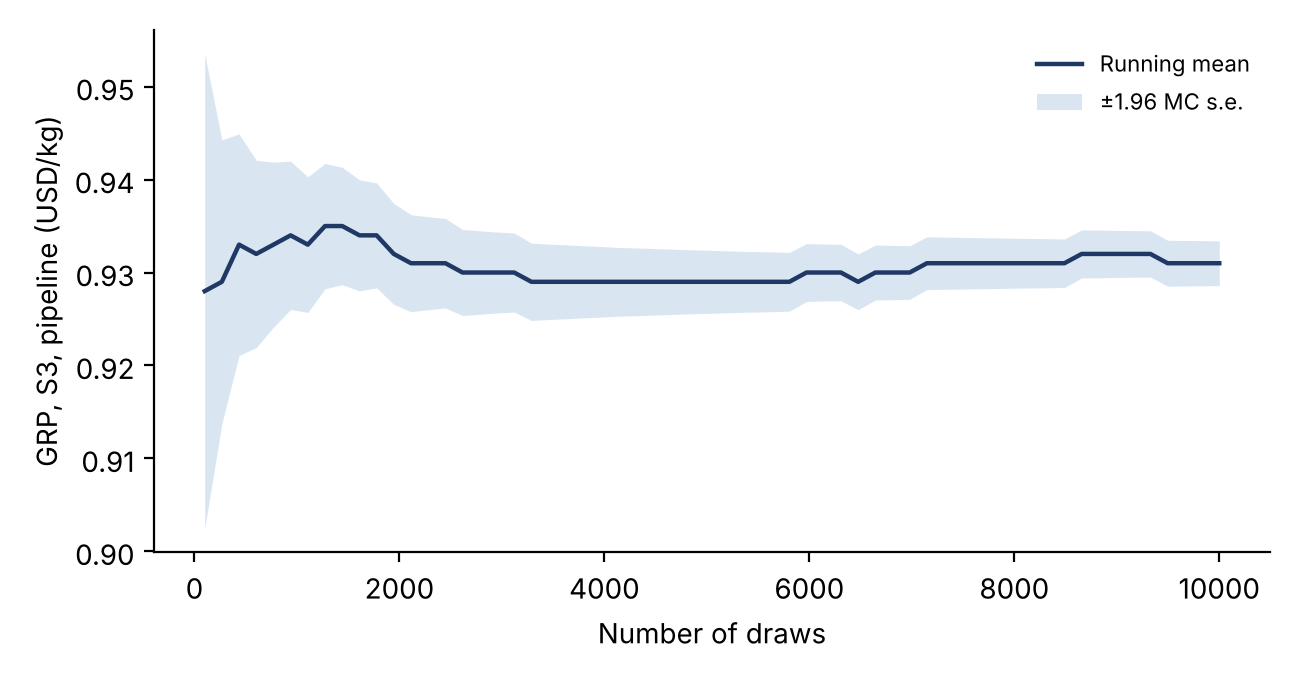 GRP, S3, pipeline (USD/kg)
0.95
0.94
0.93
0.92
0.91
0.90
Running mean
±1.96 MC s.e.
0 2000 4000 6000 8000 10000
Number of draws